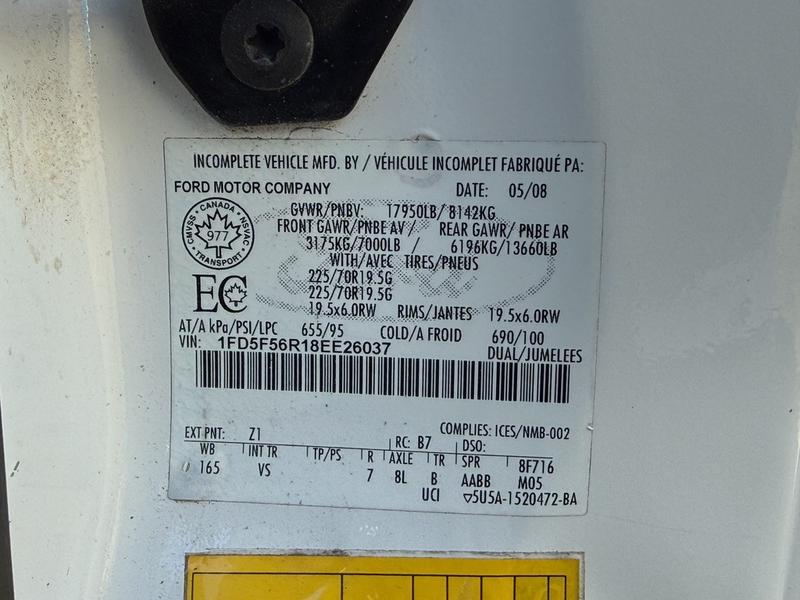 INCOMPLETE VEHICLE MFD. BY / VÉHICULE INCOMPLET FABRIQUÉ PA:
FORD MOTOR COMPANY DATE: 05/08
GVWR/PNBV: 17950LB/ 8142KG
FRONT GAWR/PNBE AV / REAR GAWR/ PNBE AR
3175KG/7000LB / 6196KG/13660LB
WITH/AVEC TIRES/PNEUS
CANADA
CMVSS NSVAC
977
TRANSPORT
225/70R19.5G
225/70R19.5G
EC
19.5x6.0RW RIMS/JANTES 19.5x6.0RW
AT/A kPa/PSI/LPC 655/95 COLD/A FROID 690/100
VIN: 1FD5F56R18EE26037 DUAL/JUMELEES
COMPLIES: ICES/NMB-002
EXT PNT: Z1 RC: B7 DSO:
WB INT TR TP/PS R AXLE TR SPR 8F716
165 VS 7 8L B AABB M05
UCI ▽5U5A-1520472-BA